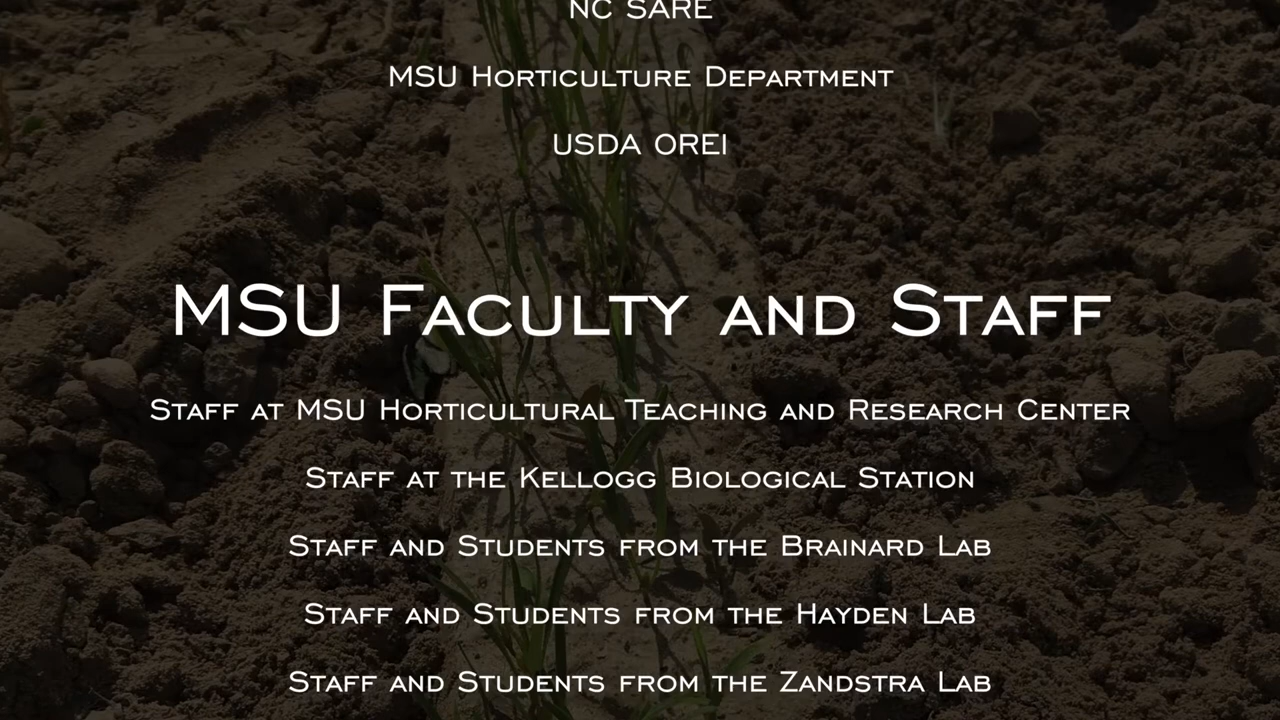 NC SARE
MSU Horticulture Department
USDA OREI
MSU Faculty and Staff
Staff at MSU Horticultural Teaching and Research Center
Staff at the Kellogg Biological Station
Staff and Students from the Brainard Lab
Staff and Students from the Hayden Lab
Staff and Students from the Zandstra Lab